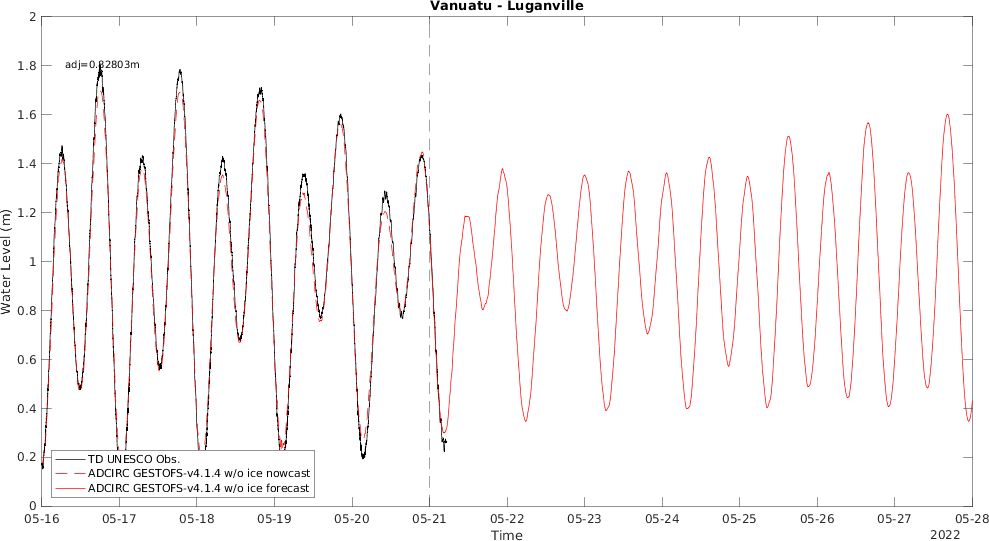 Vanuatu - Luganville
2
1.8
1.6
1.4
1.2
1
0.8
0.6
0.4
0.2
0
Water Level (m)
adj=0.32803m
TD UNESCO Obs.
ADCIRC GESTOFS-v4.1.4 w/o ice nowcast
ADCIRC GESTOFS-v4.1.4 w/o ice forecast
05-16 05-17 05-18 05-19 05-20 05-21 05-22 05-23 05-24 05-25 05-26 05-27 05-28
Time
2022